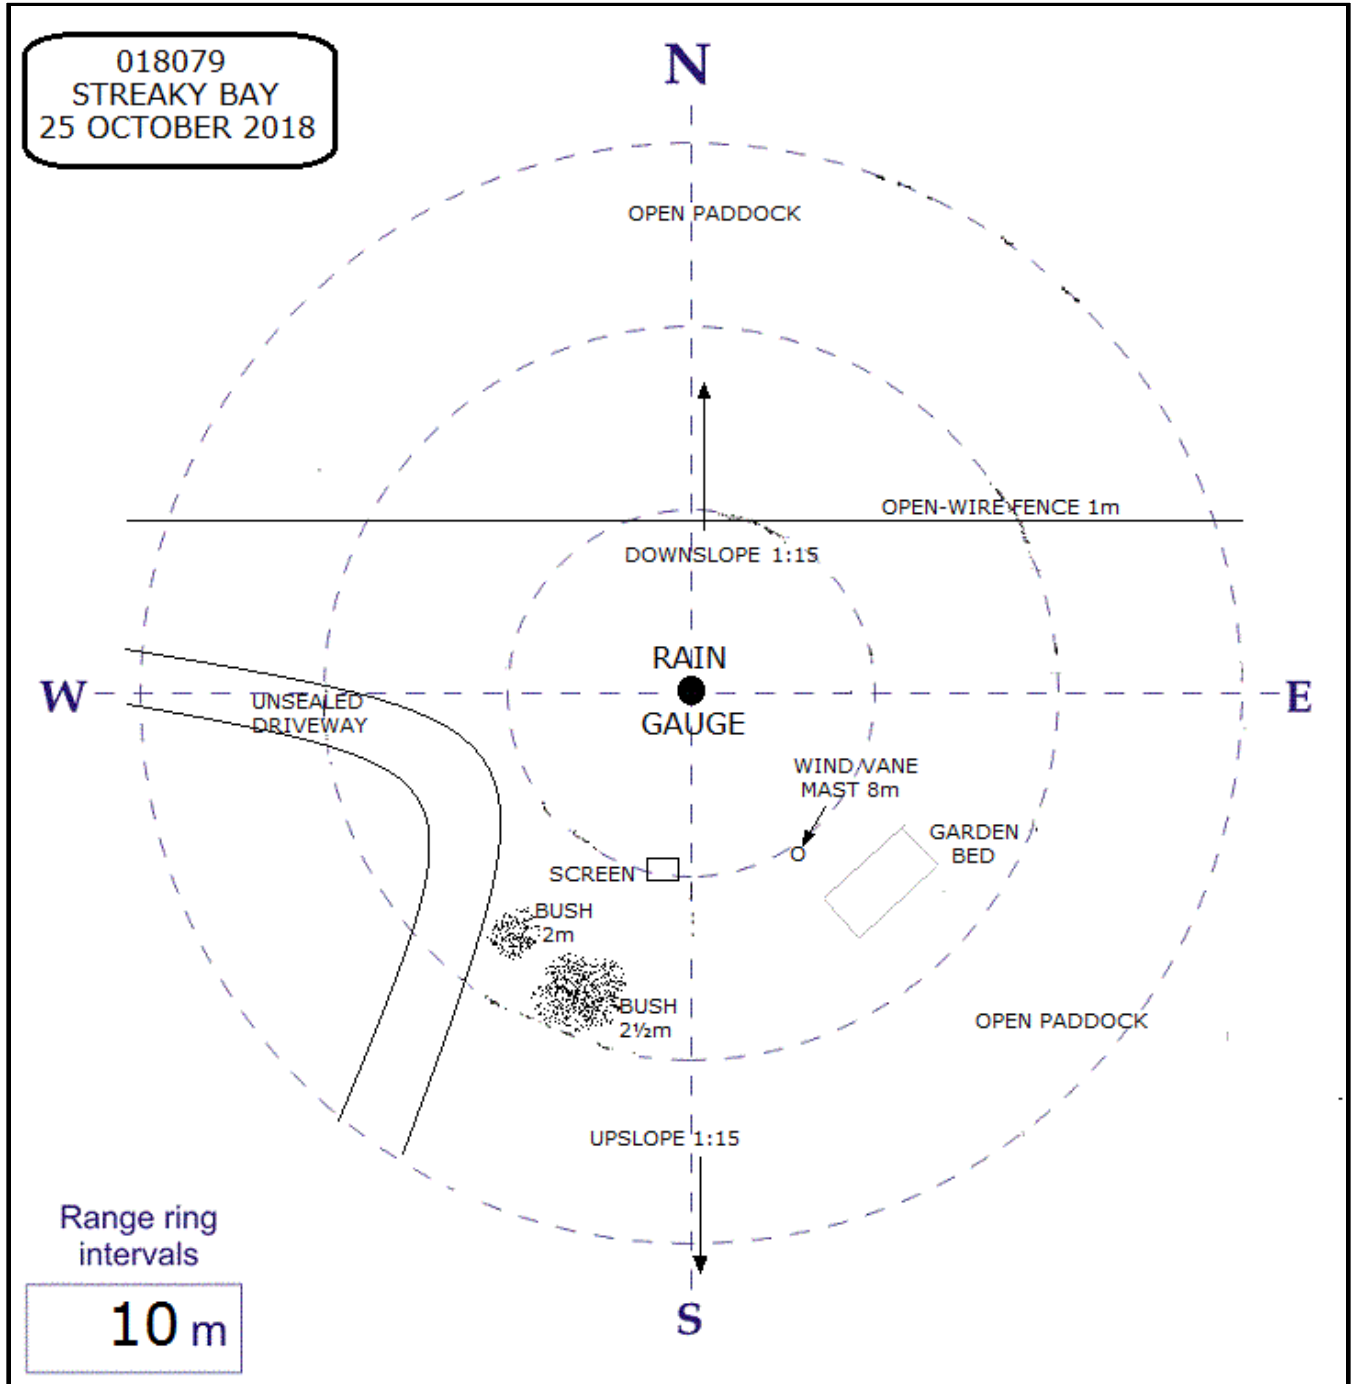 018079
STREAKY BAY
25 OCTOBER 2018
N
OPEN PADDOCK
OPEN-WIRE FENCE 1m
DOWNSLOPE 1:15
RAIN
GAUGE
W
E
UNSEALED
DRIVEWAY
WIND VANE
MAST 8m
GARDEN
BED
SCREEN
BUSH
2m
BUSH
2½m
OPEN PADDOCK
UPSLOPE 1:15
S
Range ring
intervals
10 m